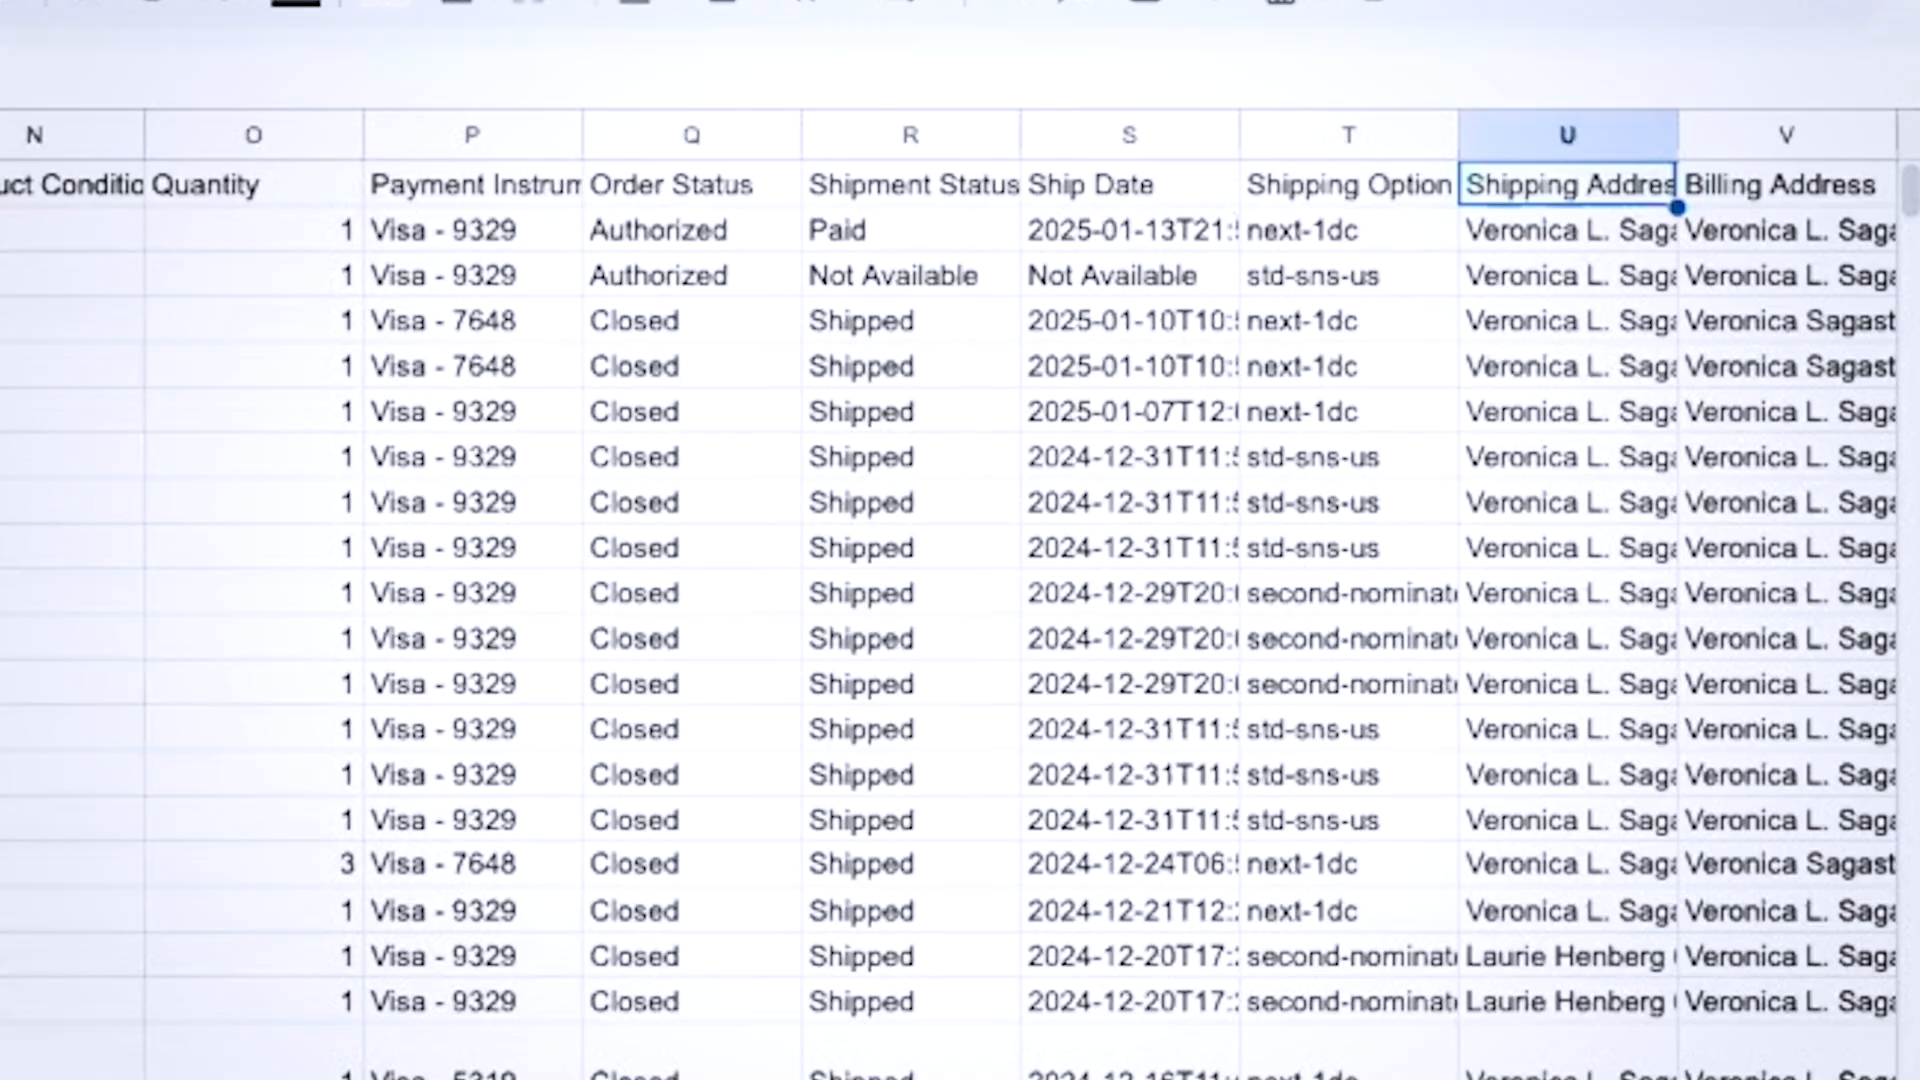 N O P Q R S T U V
uct Conditic Quantity Payment Instrum Order Status Shipment Status Ship Date Shipping Option Shipping Addres Billing Address
1 Visa - 9329 Authorized Paid 2025-01-13T21: next-1dc Veronica L. Saga Veronica L. Saga
1 Visa - 9329 Authorized Not Available Not Available std-sns-us Veronica L. Saga Veronica L. Saga
1 Visa - 7648 Closed Shipped 2025-01-10T10: next-1dc Veronica L. Saga Veronica Sagast
1 Visa - 7648 Closed Shipped 2025-01-10T10: next-1dc Veronica L. Saga Veronica Sagast
1 Visa - 9329 Closed Shipped 2025-01-07T12: next-1dc Veronica L. Saga Veronica L. Saga
1 Visa - 9329 Closed Shipped 2024-12-31T11: std-sns-us Veronica L. Saga Veronica L. Saga
1 Visa - 9329 Closed Shipped 2024-12-31T11: std-sns-us Veronica L. Saga Veronica L. Saga
1 Visa - 9329 Closed Shipped 2024-12-31T11: std-sns-us Veronica L. Saga Veronica L. Saga
1 Visa - 9329 Closed Shipped 2024-12-29T20: second-nominat Veronica L. Saga Veronica L. Saga
1 Visa - 9329 Closed Shipped 2024-12-29T20: second-nominat Veronica L. Saga Veronica L. Saga
1 Visa - 9329 Closed Shipped 2024-12-29T20: second-nominat Veronica L. Saga Veronica L. Saga
1 Visa - 9329 Closed Shipped 2024-12-31T11: std-sns-us Veronica L. Saga Veronica L. Saga
1 Visa - 9329 Closed Shipped 2024-12-31T11: std-sns-us Veronica L. Saga Veronica L. Saga
1 Visa - 9329 Closed Shipped 2024-12-31T11: std-sns-us Veronica L. Saga Veronica L. Saga
3 Visa - 7648 Closed Shipped 2024-12-24T06: next-1dc Veronica L. Saga Veronica Sagast
1 Visa - 9329 Closed Shipped 2024-12-21T12: next-1dc Veronica L. Saga Veronica L. Saga
1 Visa - 9329 Closed Shipped 2024-12-20T17: second-nominat Laurie Henberg Veronica L. Saga
1 Visa - 9329 Closed Shipped 2024-12-20T17: second-nominat Laurie Henberg Veronica L. Saga